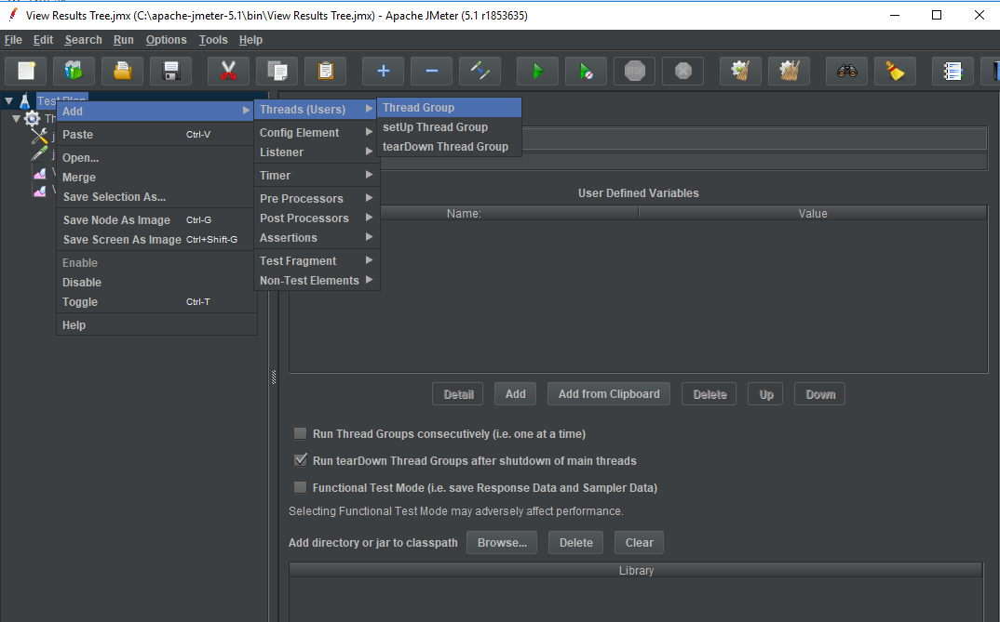 View Results Tree.jmx (C:\apache-jmeter-5.1\bin\View Results Tree.jmx) - Apache JMeter (5.1 r1853635)
File Edit Search Run Options Tools Help
STOP
Test Plan
Add
Paste Ctrl-V
Open...
Merge
Save Selection As...
Save Node As Image Ctrl-G
Save Screen As Image Ctrl+Shift-G
Enable
Disable
Toggle Ctrl-T
Help
Threads (Users)
Config Element
Listener
Timer
Pre Processors
Post Processors
Assertions
Test Fragment
Non-Test Elements
Thread Group
setUp Thread Group
tearDown Thread Group
User Defined Variables
Name: Value
Detail Add Add from Clipboard Delete Up Down
Run Thread Groups consecutively (i.e. one at a time)
Run tearDown Thread Groups after shutdown of main threads
Functional Test Mode (i.e. save Response Data and Sampler Data)
Selecting Functional Test Mode may adversely affect performance.
Add directory or jar to classpath Browse... Delete Clear
Library